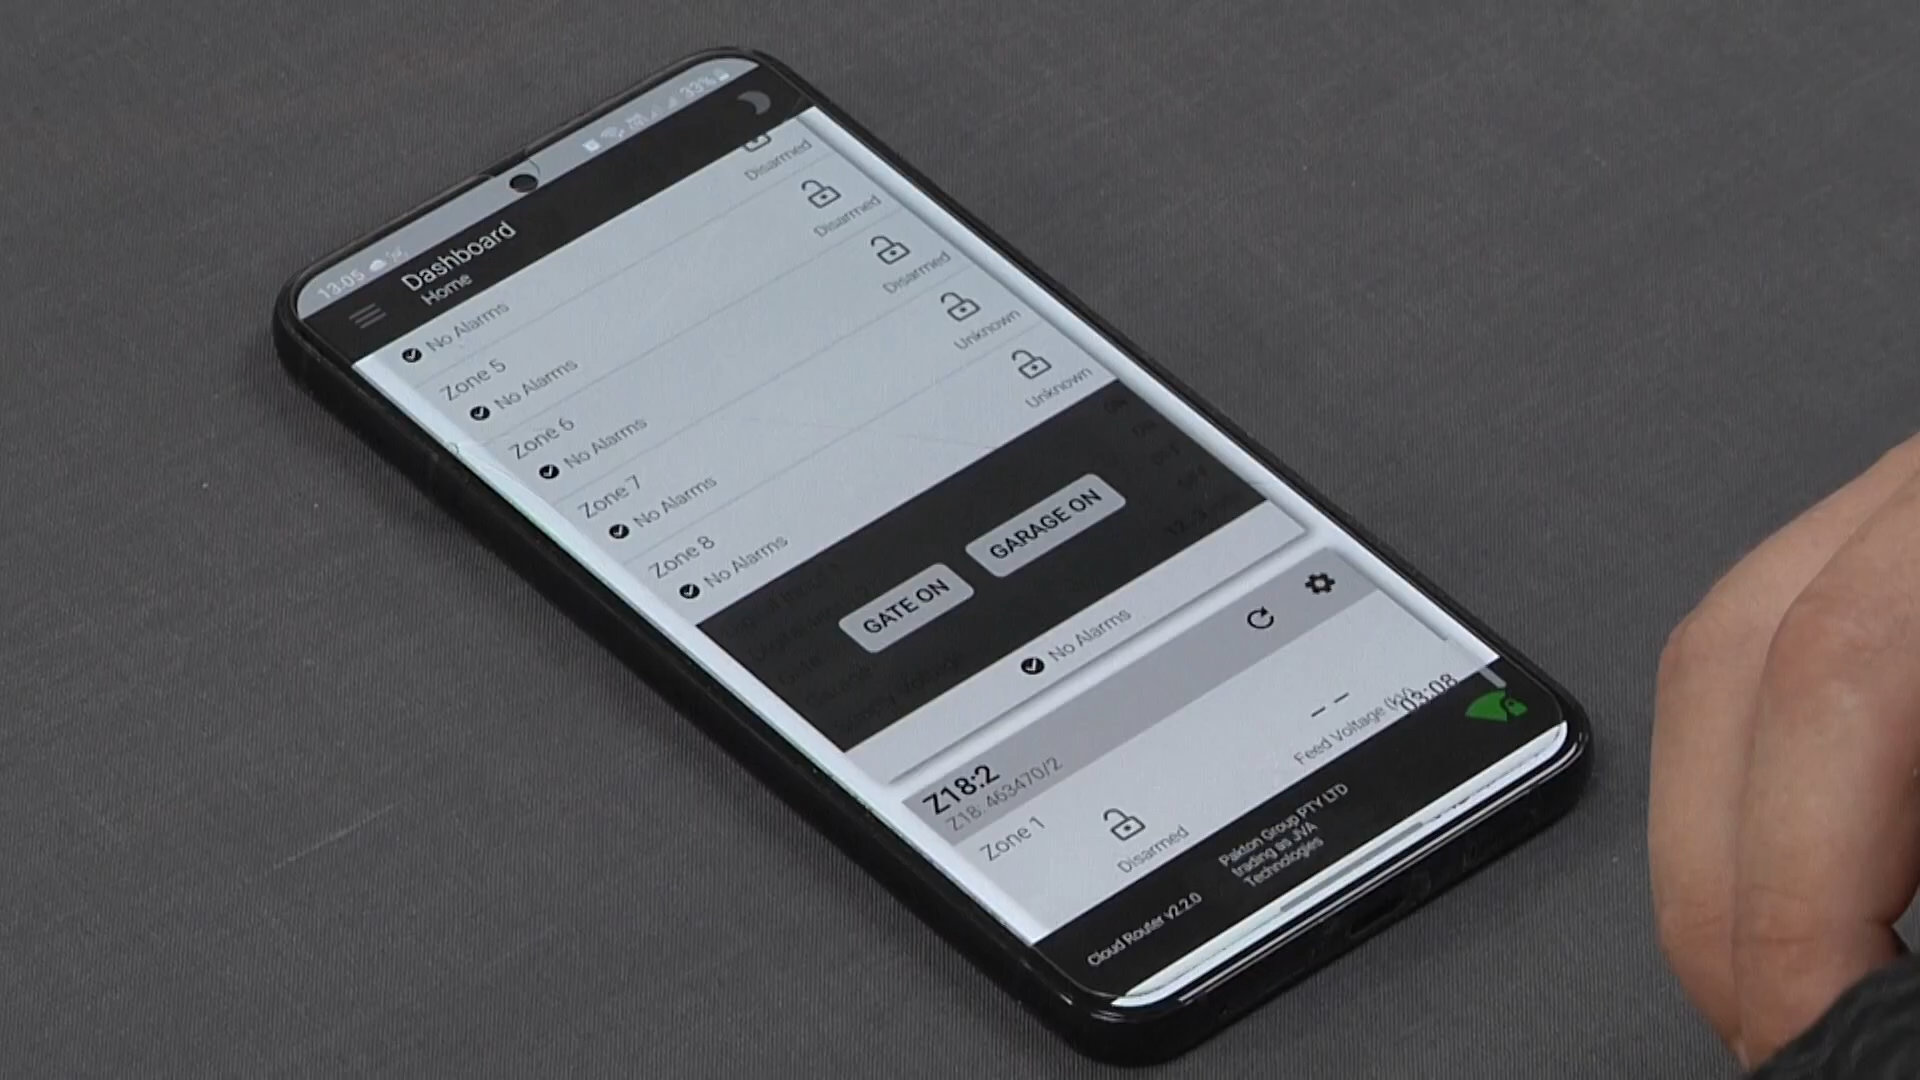 13:05
33%
Dashboard
Home
Disarmed
No Alarms
Zone 5
Disarmed
No Alarms
Zone 6
Disarmed
No Alarms
Zone 7
Unknown
No Alarms
Zone 8
Unknown
No Alarms
GATE ON
GARAGE ON
No Alarms
Z18:2
Z18: 463470/2
Zone 1
Disarmed
--
Feed Voltage (kV)
03:08
Cloud Router v2.2.0
Pakton Group PTY LTD
trading as JVA
Technologies